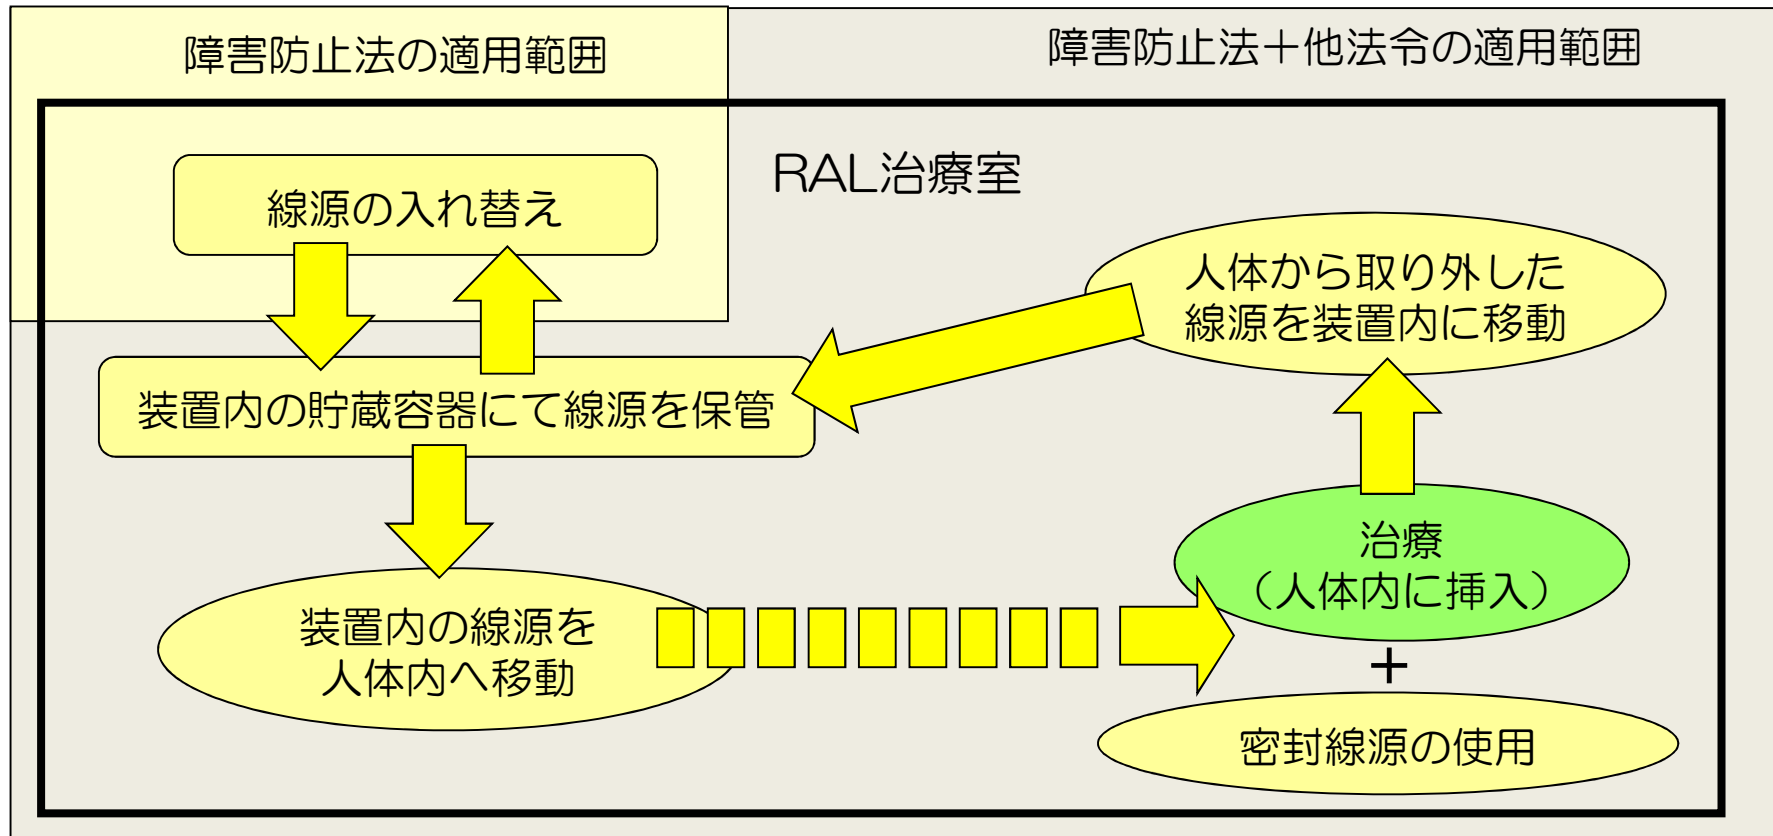 障害防止法の適用範囲
障害防止法＋他法令の適用範囲
RAL治療室
線源の入れ替え
人体から取り外した
線源を装置内に移動
装置内の貯蔵容器にて線源を保管
治療
（人体内に挿入）
装置内の線源を
人体内へ移動
＋
密封線源の使用